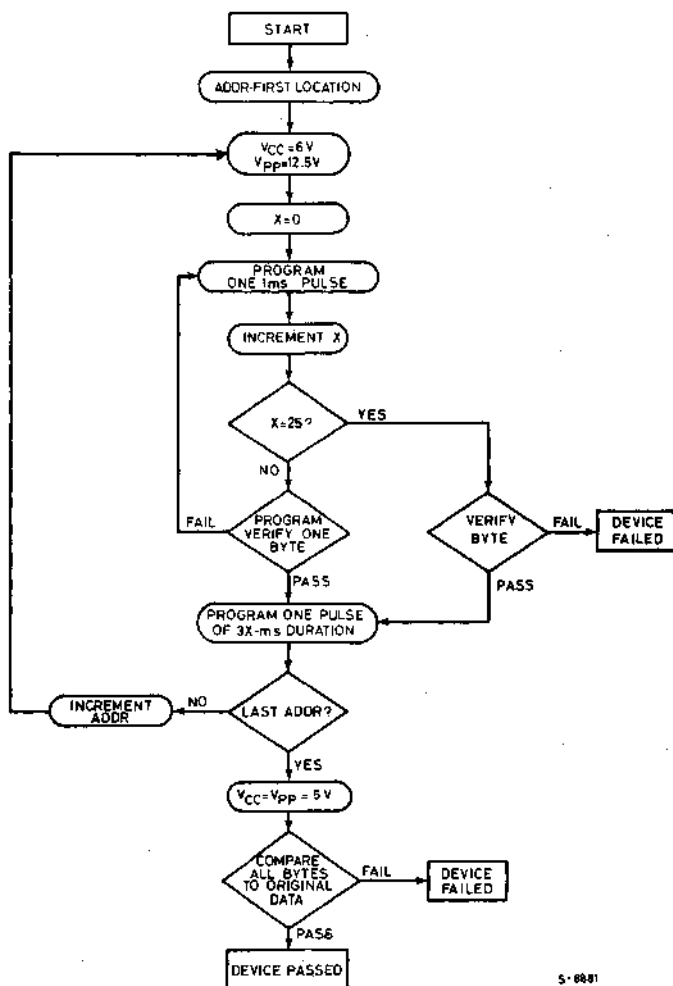 START
ADDR-FIRST LOCATION
VCC=6V
VPP=12.5V
X=0
PROGRAM
ONE 1ms PULSE
INCREMENT X
X=25?
YES
NO
FAIL
PROGRAM
VERIFY ONE
BYTE
VERIFY
BYTE
FAIL
DEVICE
FAILED
PASS
PASS
PROGRAM ONE PULSE
OF 3X-ms DURATION
INCREMENT
ADDR
NO
LAST ADDR?
YES
VCC=VPP=5V
COMPARE
ALL BYTES
TO ORIGINAL
DATA
FAIL
DEVICE
FAILED
PASS
DEVICE PASSED
S-8881